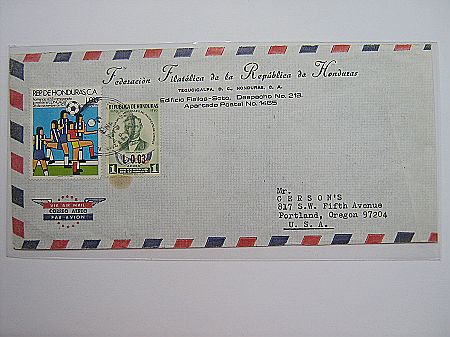 Federación Filatélica de la República de Honduras
TEGUCIGALPA, D. C., HONDURAS, C. A.
Edificio Fiallos-Soto, Despacho No. 213.
Apartado Postal No. 1465
REP. DE HONDURAS, C.A.
REPUBLICA DE HONDURAS
L 0.03
1 1
VIA AIR MAIL
CORREO AEREO
PAR AVION
Mr.
C E R S O N ' S
817 S.W. Fifth Avenue
Portland, Oregon 97204
U. S. A.